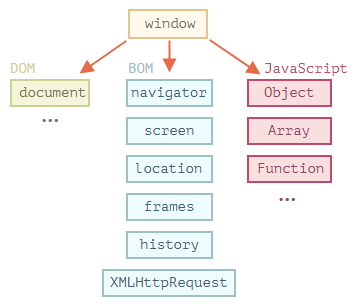 window
DOM
BOM
JavaScript
document
navigator
Object
...
screen
Array
location
Function
frames
...
history
XMLHttpRequest